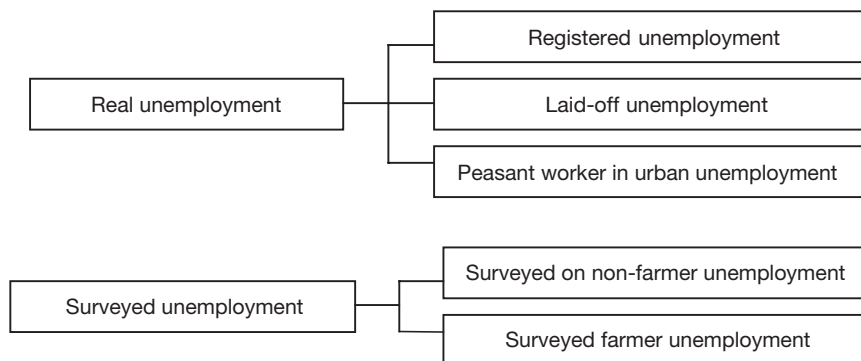 Registered unemployment
Real unemployment
Laid-off unemployment
Peasant worker in urban unemployment
Surveyed on non-farmer unemployment
Surveyed unemployment
Surveyed farmer unemployment